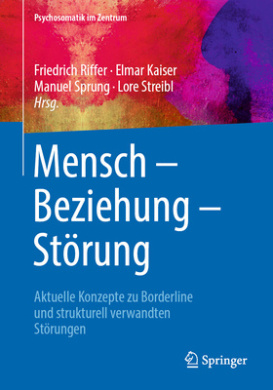 Psychosomatik im Zentrum
Friedrich Riffer · Elmar Kaiser
Manuel Sprung · Lore Streibl
Hrsg.
Mensch –
Beziehung –
Störung
Aktuelle Konzepte zu Borderline
und strukturell verwandten
Störungen
Springer